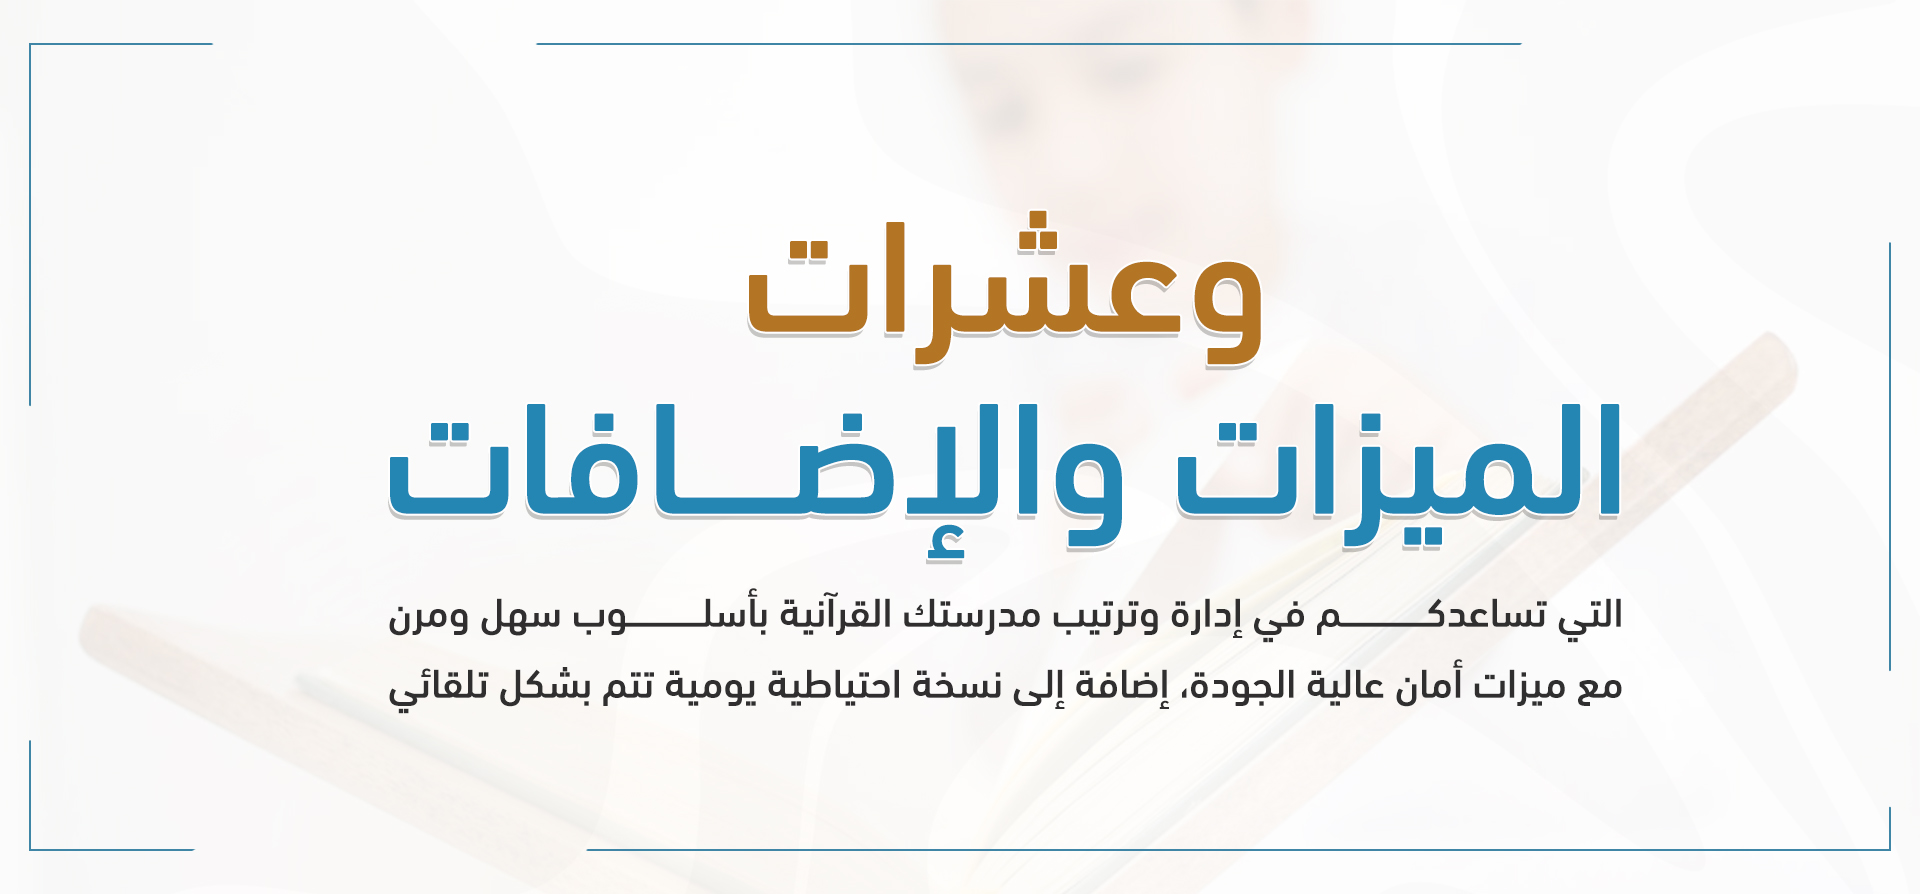 وعشرات
الميزات والإضـــافات
التي تساعدكـــــــم في إدارة وترتيب مدرستك القرآنية بأسلـــــــوب سهل ومرن
مع ميزات أمان عالية الجودة، إضافة إلى نسخة احتياطية يومية تتم بشكل تلقائي